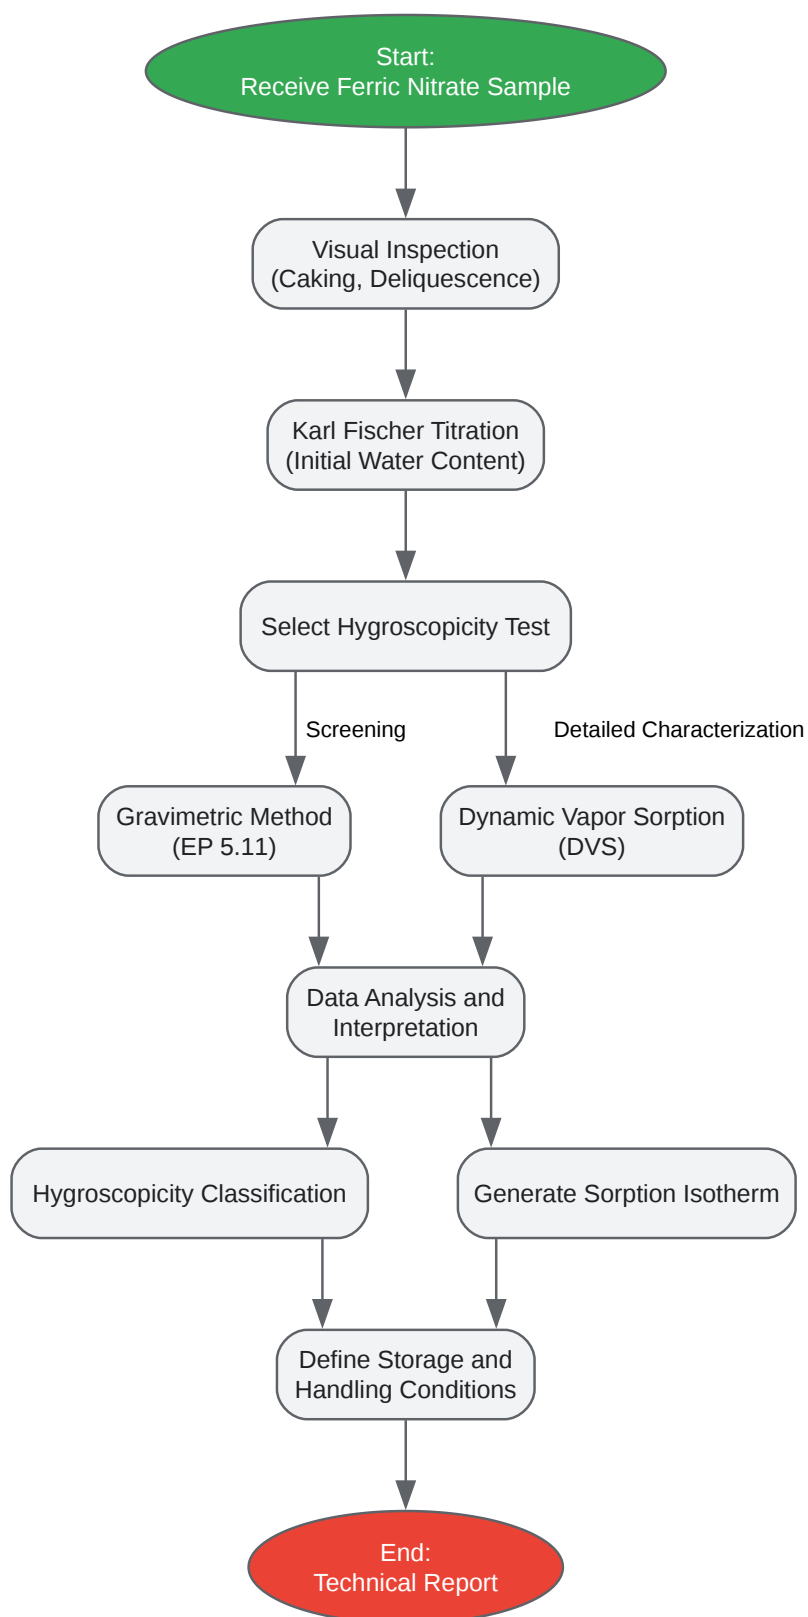 Start:
Receive Ferric Nitrate Sample
Visual Inspection
(Caking, Deliquescence)
Karl Fischer Titration
(Initial Water Content)
Select Hygroscopicity Test
Screening
Detailed Characterization
Gravimetric Method
(EP 5.11)
Dynamic Vapor Sorption
(DVS)
Data Analysis and
Interpretation
Hygroscopicity Classification
Generate Sorption Isotherm
Define Storage and
Handling Conditions
End:
Technical Report